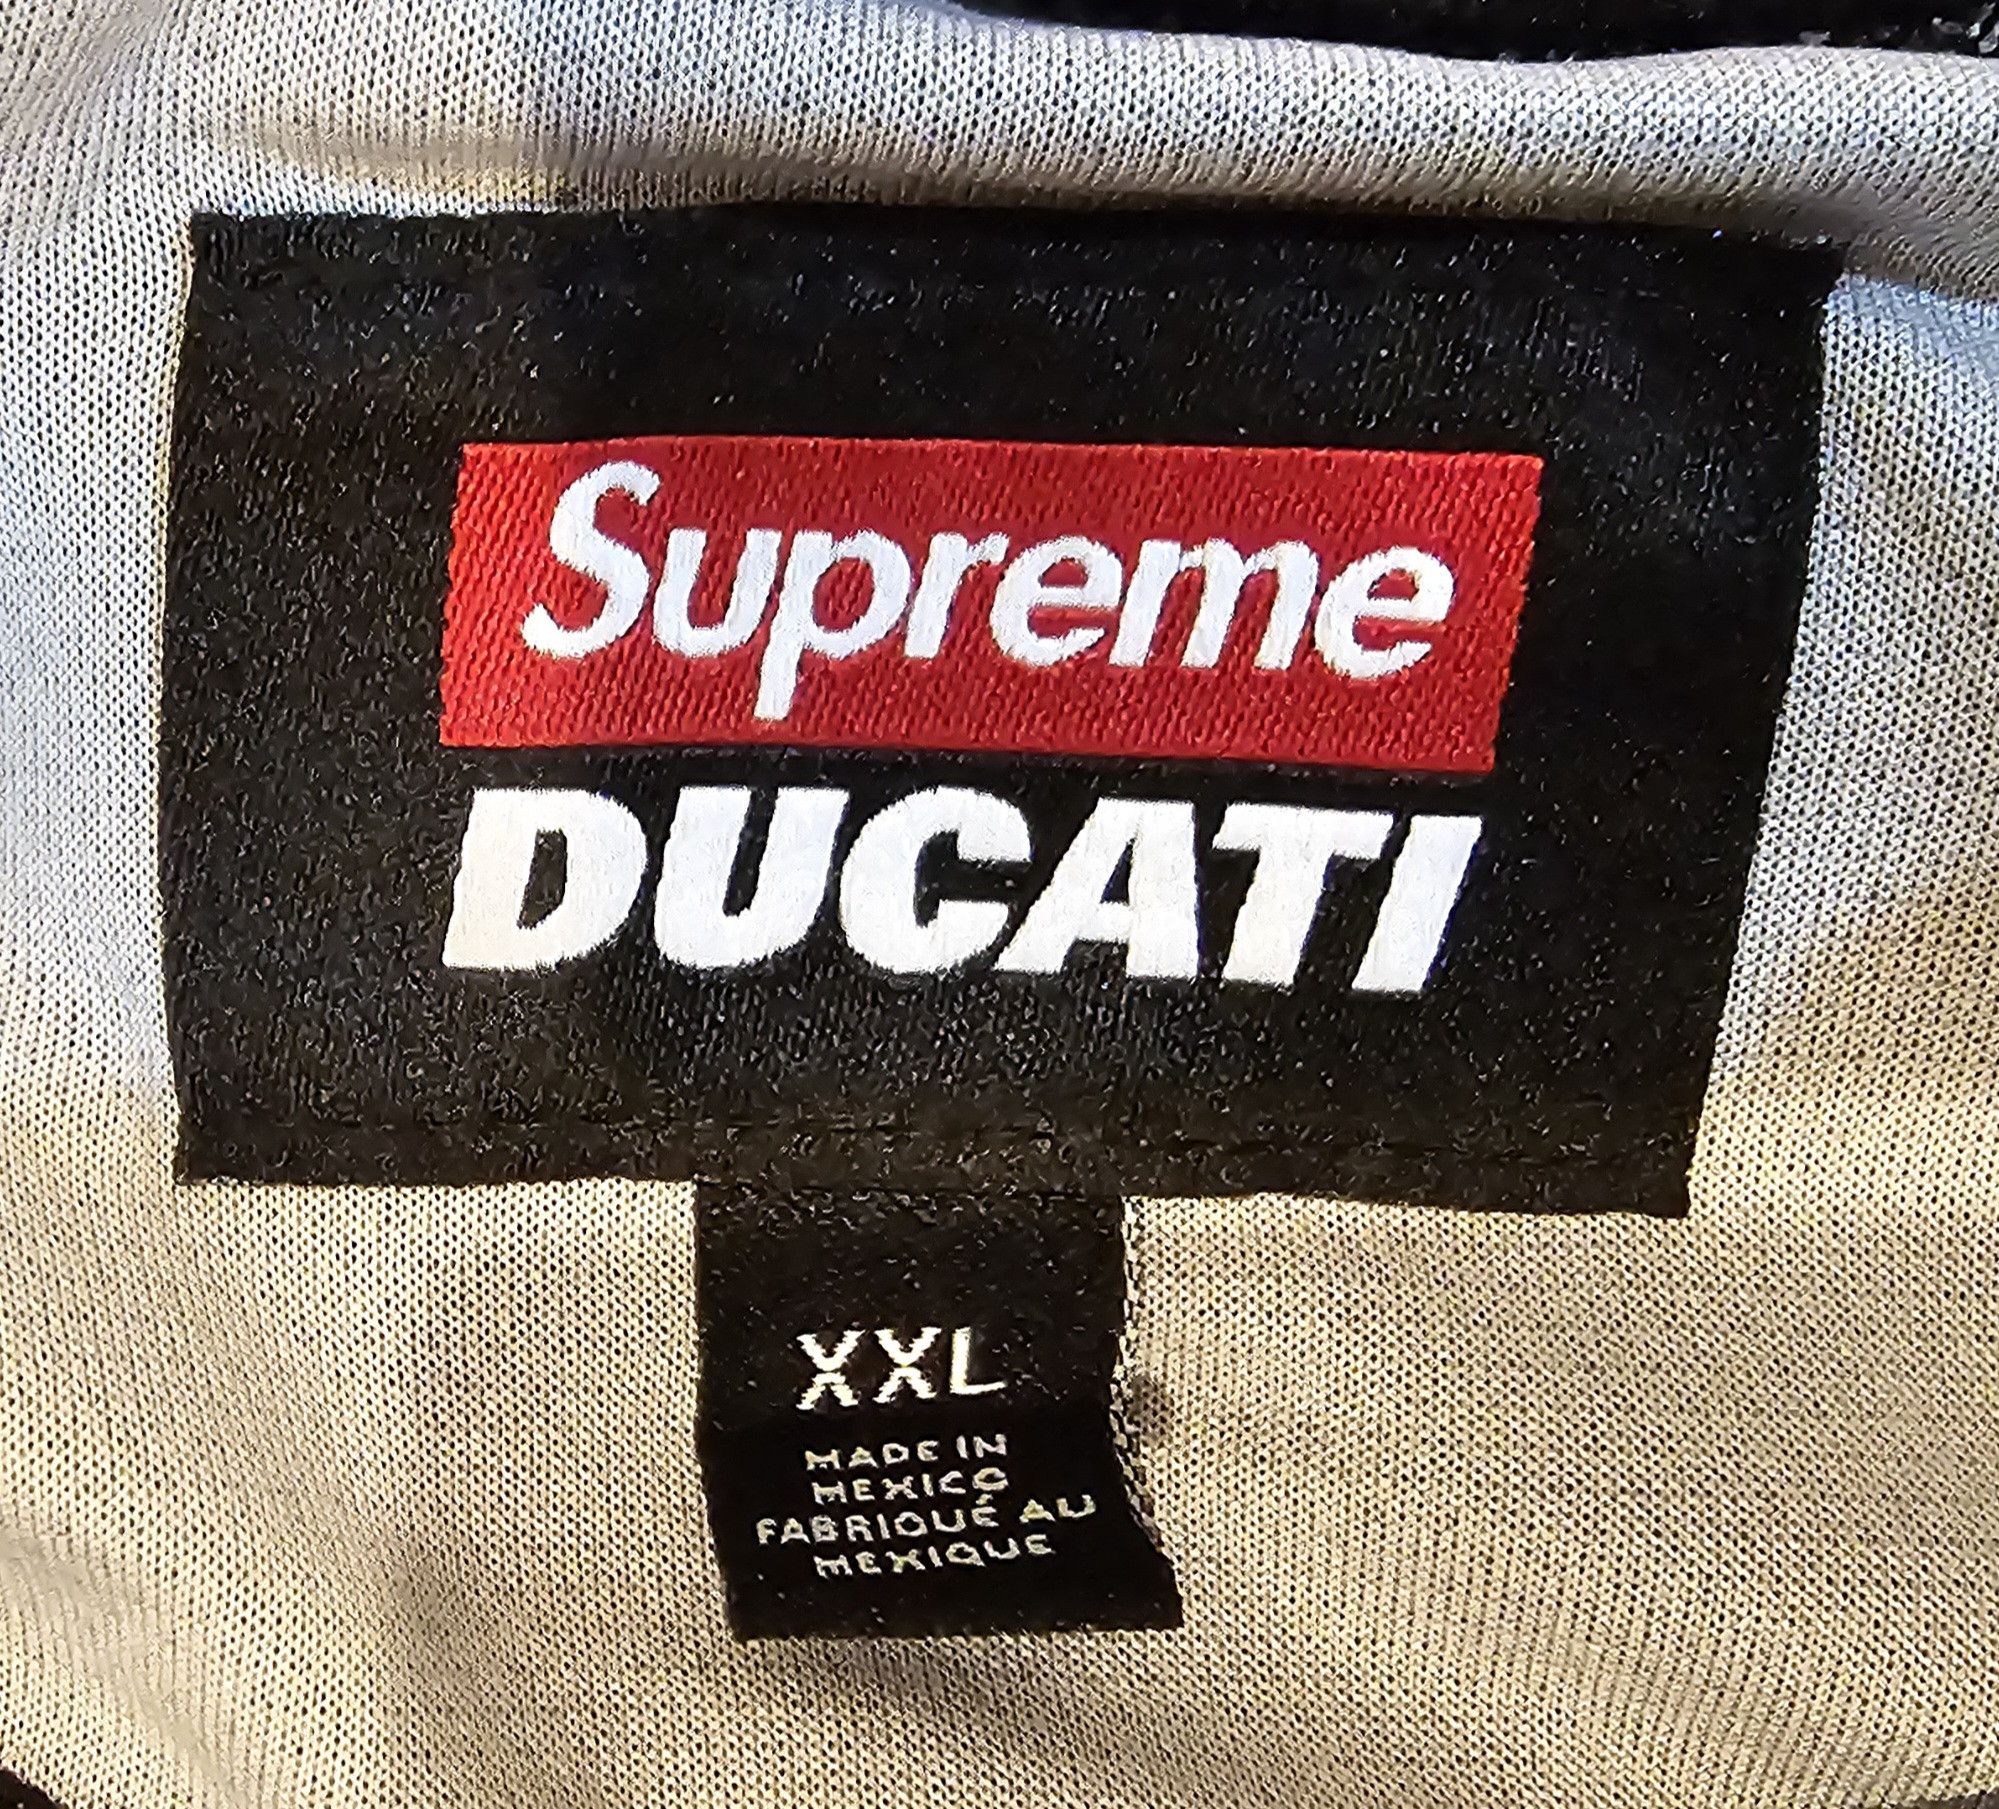 Supreme
DUCATI
XXL
MADE IN
MEXICO
FABRIQUÉ AU
MEXIQUE